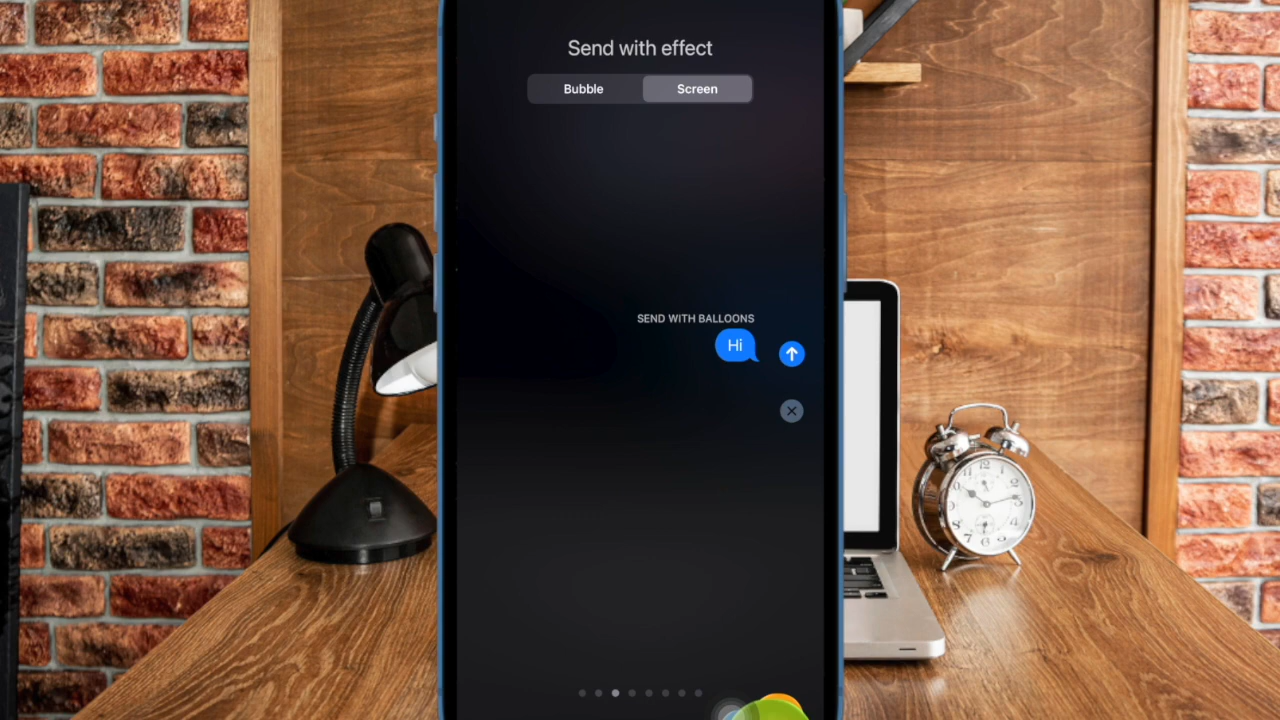 Send with effect
Bubble
Screen
SEND WITH BALLOONS
Hi